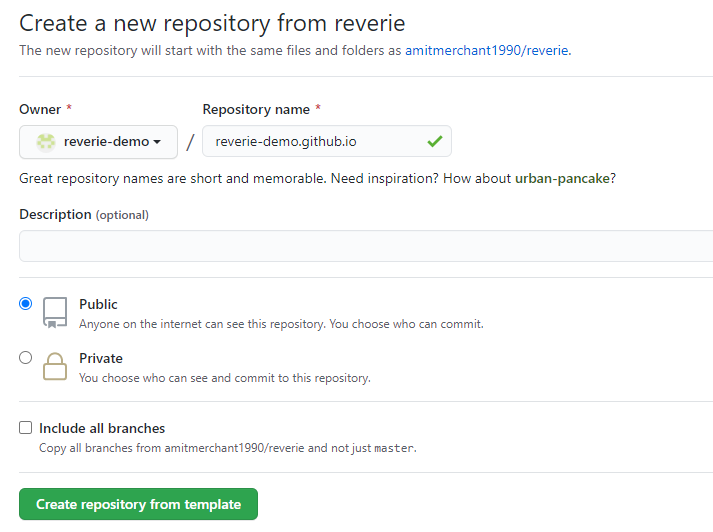 Create a new repository from reverie
The new repository will start with the same files and folders as amitmerchant1990/reverie.
Owner * Repository name *
reverie-demo / reverie-demo.github.io
Great repository names are short and memorable. Need inspiration? How about urban-pancake?
Description (optional)
Public
Anyone on the internet can see this repository. You choose who can commit.
Private
You choose who can see and commit to this repository.
Include all branches
Copy all branches from amitmerchant1990/reverie and not just master.
Create repository from template